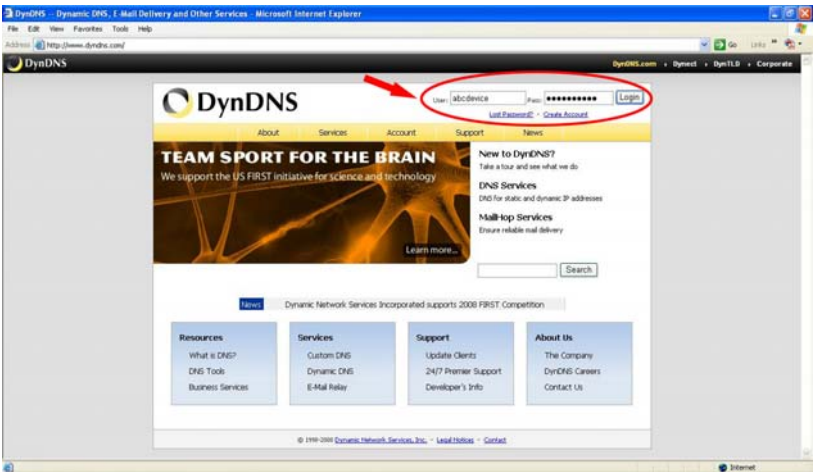 DynDNS -- Dynamic DNS, E-Mail Delivery and Other Services - Microsoft Internet Explorer
File Edit View Favorites Tools Help
Address http://www.dyndns.com/ Go Links »
DynDNS DynDNS.com Dynect DynTLD Corporate
DynDNS
User: abcdevice Pass: ●●●●●●●●●● Login
Lost Password? - Create Account
About Services Account Support News
TEAM SPORT FOR THE BRAIN
We support the US FIRST initiative for science and technology
Learn more...
New to DynDNS?
Take a tour and see what we do
DNS Services
DNS for static and dynamic IP addresses
MailHop Services
Ensure reliable mail delivery
Search
News Dynamic Network Services Incorporated supports 2008 FIRST Competition
Resources
What is DNS?
DNS Tools
Business Services
Services
Custom DNS
Dynamic DNS
E-Mail Relay
Support
Update Clients
24/7 Premier Support
Developer's Info
About Us
The Company
DynDNS Careers
Contact Us
© 1998-2008 Dynamic Network Services, Inc. - Legal Notices - Contact
Internet